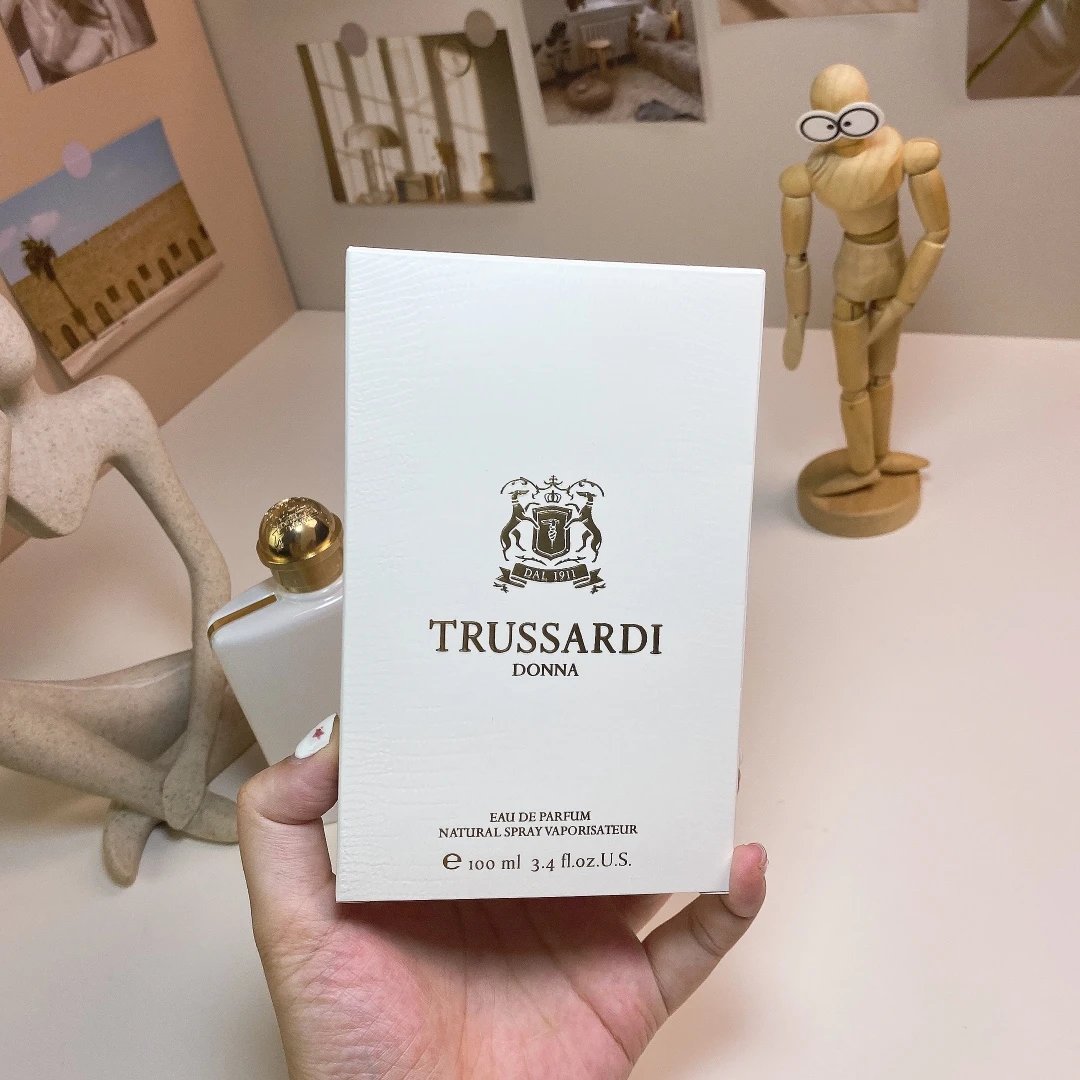 DAL 1911
TRUSSARDI
DONNA
EAU DE PARFUM
NATURAL SPRAY VAPORISATEUR
e 100 ml 3.4 fl.oz.U.S.